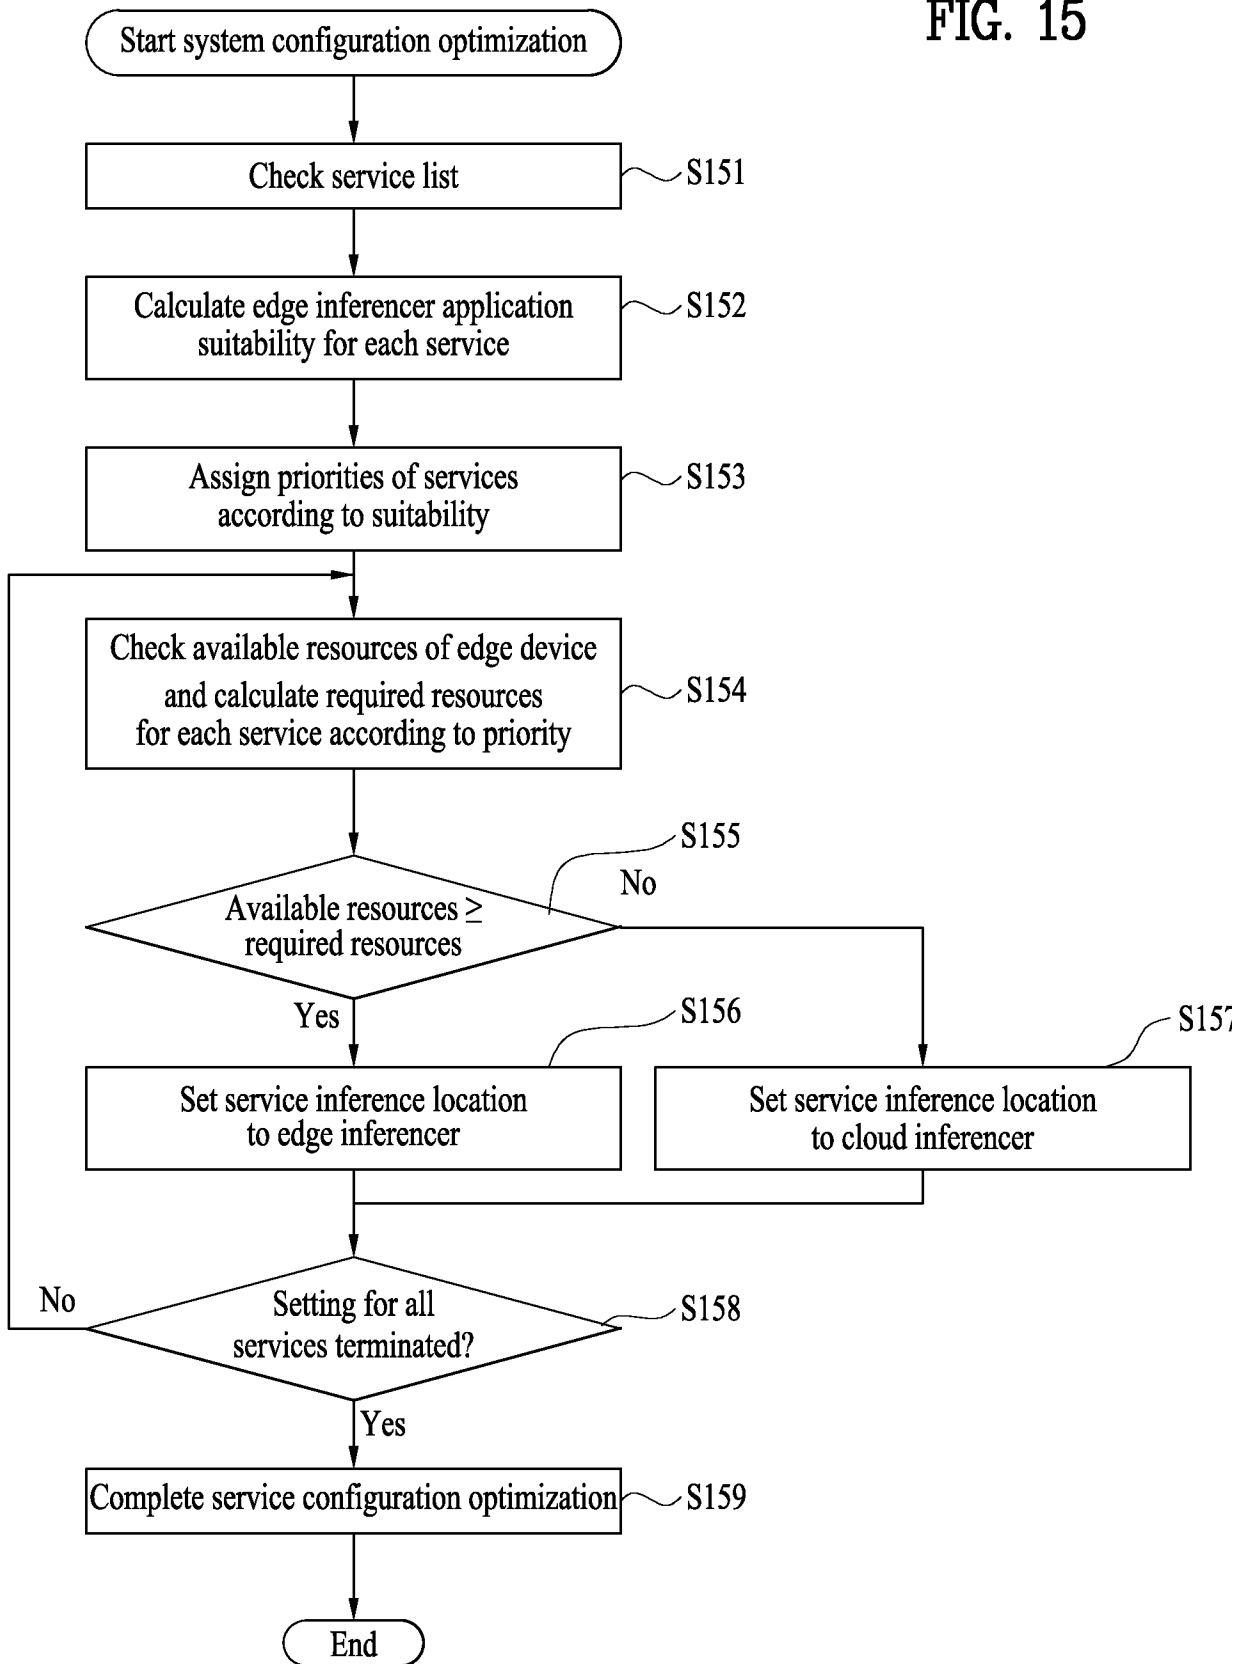 FIG. 15
Start system configuration optimization
Check service list
S151
Calculate edge inferencer application
suitability for each service
S152
Assign priorities of services
according to suitability
S153
Check available resources of edge device
and calculate required resources
for each service according to priority
S154
S155
Available resources ≥
required resources
No
Yes
S156
S157
Set service inference location
to edge inferencer
Set service inference location
to cloud inferencer
No
Setting for all
services terminated?
S158
Yes
Complete service configuration optimization
S159
End